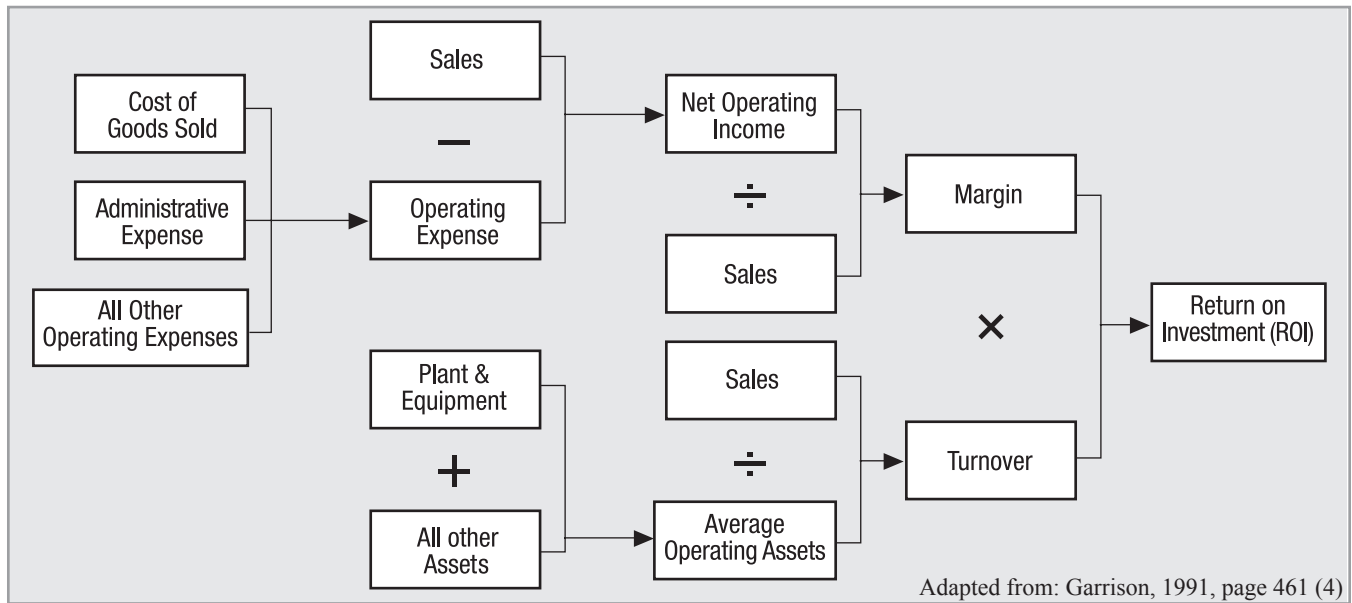 Sales
Cost of
Goods Sold
Net Operating
Income
−
Administrative
Expense
Operating
Expense
÷
Margin
Sales
All Other
Operating Expenses
×
Return on
Investment (ROI)
Plant &
Equipment
Sales
+
÷
Turnover
All other
Assets
Average
Operating Assets
Adapted from: Garrison, 1991, page 461 (4)